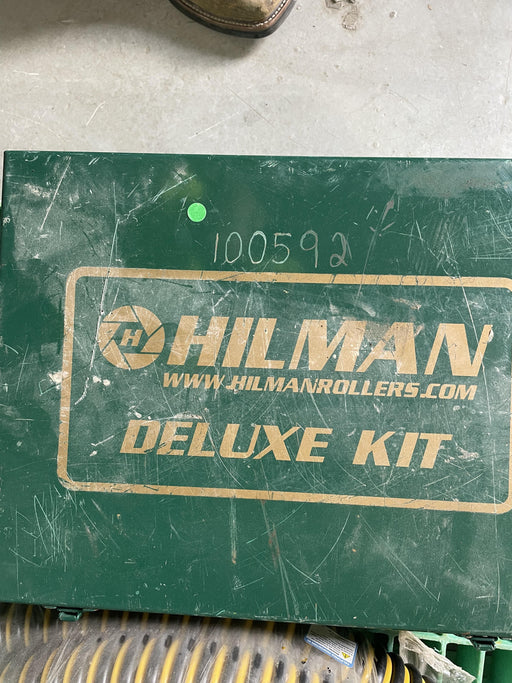 100592
H
HILMAN
WWW.HILMANROLLERS.COM
DELUXE KIT